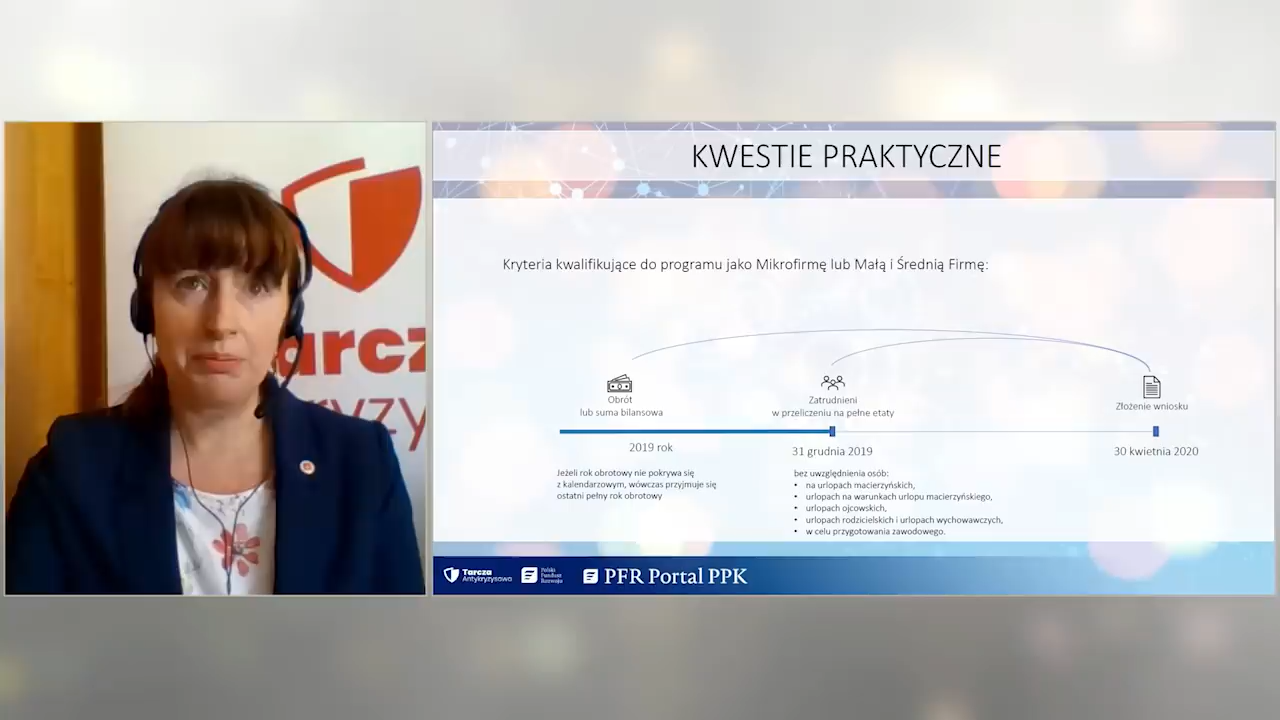 arcz
ryzy
KWESTIE PRAKTYCZNE
Kryteria kwalifikujące do programu jako Mikrofirmę lub Małą i Średnią Firmę:
Obrót
lub suma bilansowa
Zatrudnieni
w przeliczeniu na pełne etaty
Złożenie wniosku
2019 rok
31 grudnia 2019
30 kwietnia 2020
Jeżeli rok obrotowy nie pokrywa się
z kalendarzowym, wówczas przyjmuje się
ostatni pełny rok obrotowy
bez uwzględnienia osób:
• na urlopach macierzyńskich,
• urlopach na warunkach urlopu macierzyńskiego,
• urlopach ojcowskich,
• urlopach rodzicielskich i urlopach wychowawczych,
• w celu przygotowania zawodowego.
Tarcza
Antykryzysowa
Polski
Fundusz
Rozwoju
PFR Portal PPK